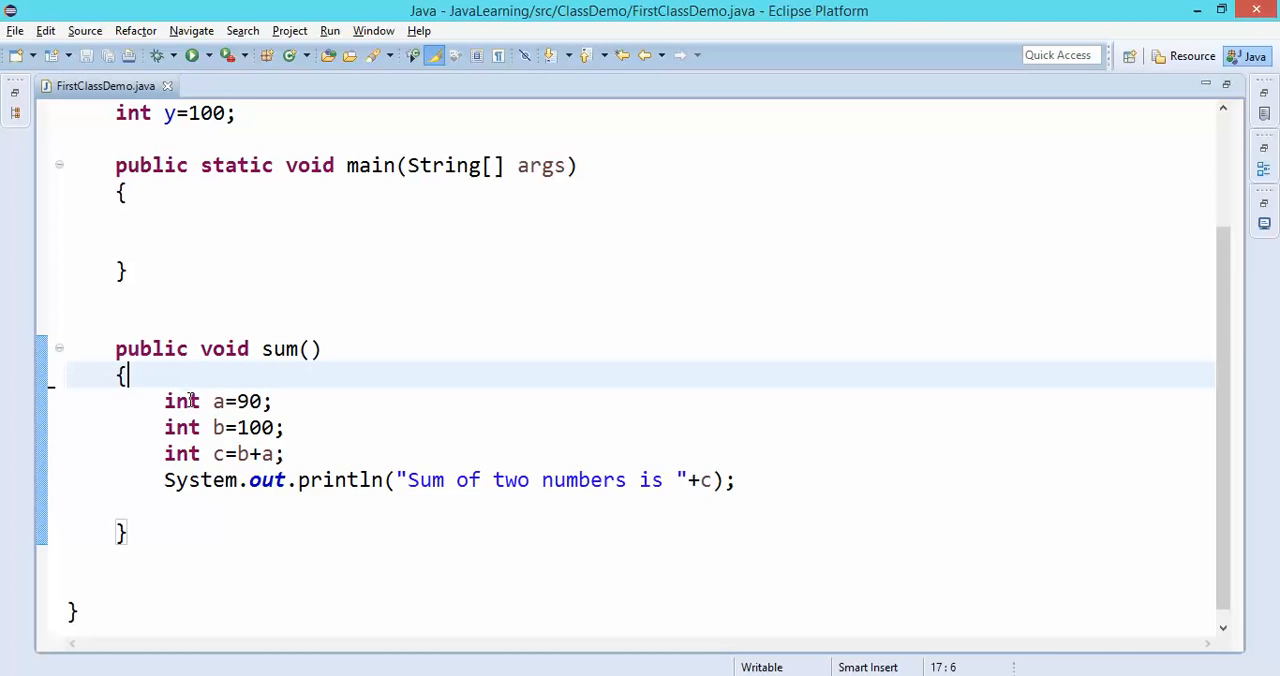 Java - JavaLearning/src/ClassDemo/FirstClassDemo.java - Eclipse Platform
File Edit Source Refactor Navigate Search Project Run Window Help
Quick Access Resource Java
FirstClassDemo.java
int y=100;
public static void main(String[] args)
{
}
public void sum()
{
int a=90;
int b=100;
int c=b+a;
System.out.println("Sum of two numbers is "+c);
}
}
Writable Smart Insert 17 : 6